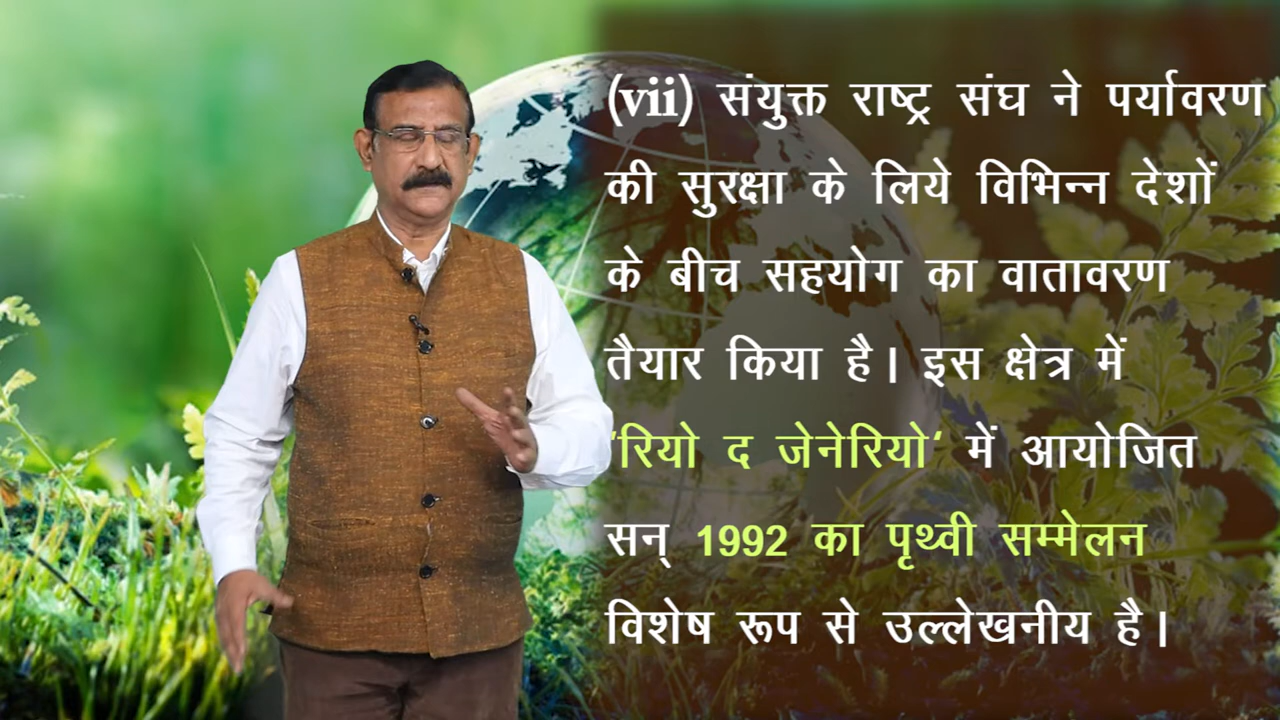 (vii) संयुक्त राष्ट्र संघ ने पर्यावरण
की सुरक्षा के लिये विभिन्न देशों
के बीच सहयोग का वातावरण
तैयार किया है। इस क्षेत्र में
'रियो द जेनेरियो' में आयोजित
सन् 1992 का पृथ्वी सम्मेलन
विशेष रूप से उल्लेखनीय है।